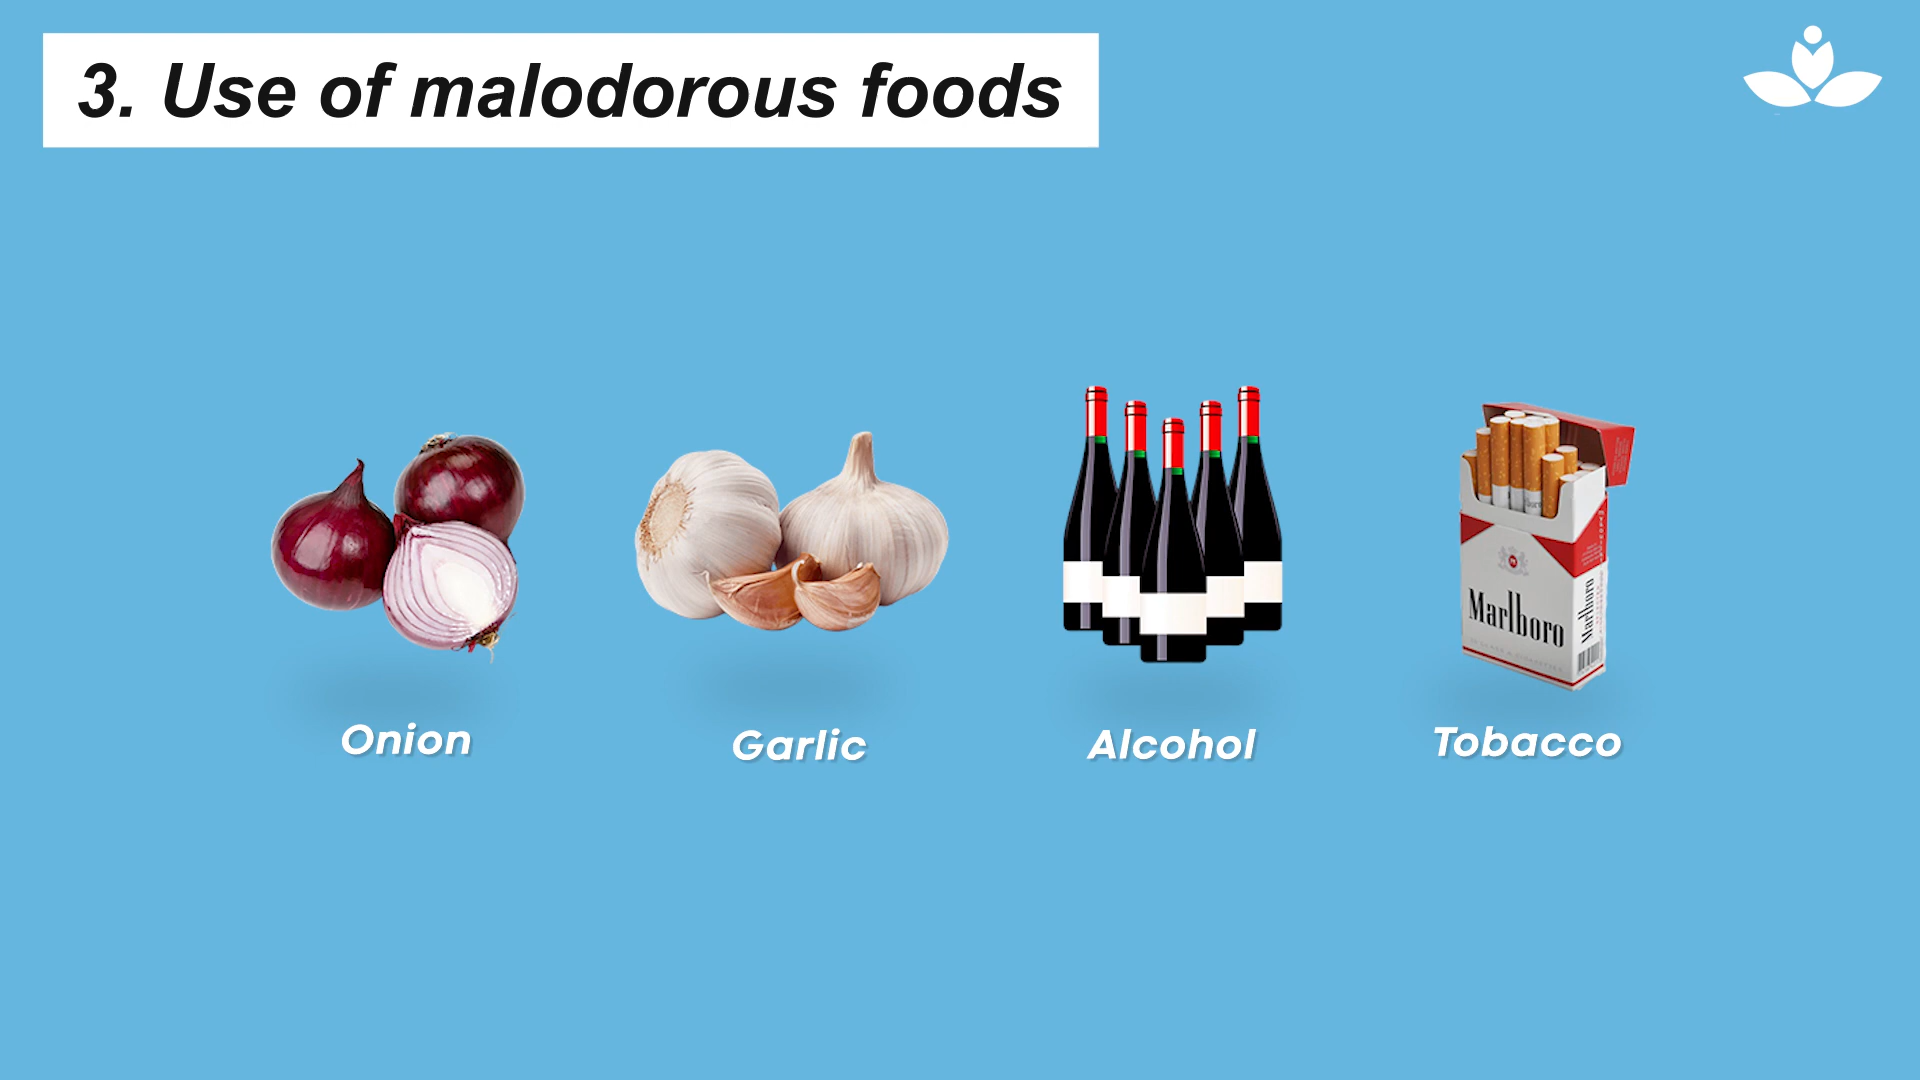 3. Use of malodorous foods
Marlboro
Marlboro
Onion
Garlic
Alcohol
Tobacco